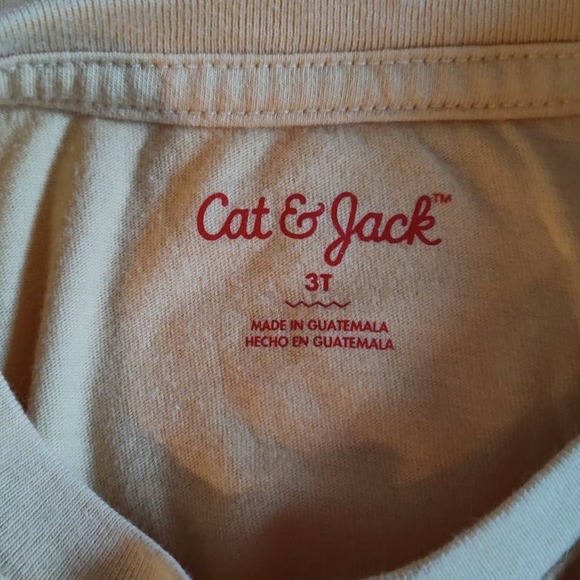 Cat & Jack™
3T
MADE IN GUATEMALA
HECHO EN GUATEMALA